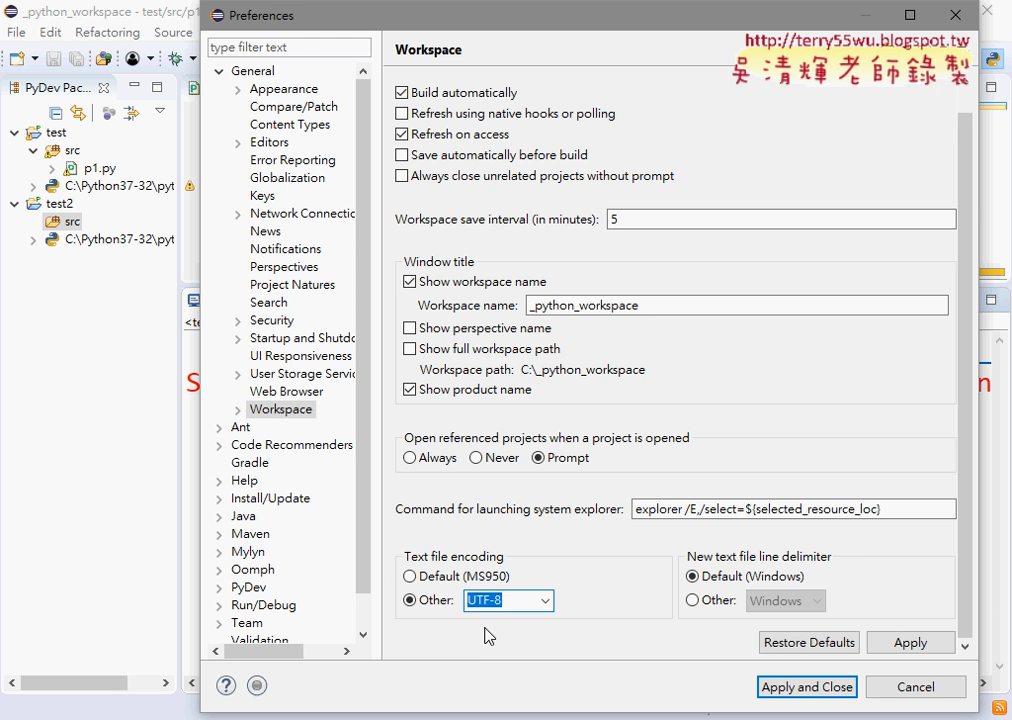 _python_workspace - test/src/p1
Preferences
File Edit Refactoring Source
type filter text
Workspace
http://terry55wu.blogspot.tw
吳清輝老師錄製
PyDev Pac...
General
Appearance
Compare/Patch
Content Types
Editors
Error Reporting
Globalization
Keys
Network Connectic
News
Notifications
Perspectives
Project Natures
Search
Security
Startup and Shutdo
UI Responsiveness
User Storage Servic
Web Browser
Workspace
Ant
Code Recommenders
Gradle
Help
Install/Update
Java
Maven
Mylyn
Oomph
PyDev
Run/Debug
Team
Validation
test
src
p1.py
C:\Python37-32\pyt
test2
src
C:\Python37-32\pyt
Build automatically
Refresh using native hooks or polling
Refresh on access
Save automatically before build
Always close unrelated projects without prompt
Workspace save interval (in minutes): 5
Window title
Show workspace name
Workspace name: _python_workspace
Show perspective name
Show full workspace path
Workspace path: C:\_python_workspace
Show product name
Open referenced projects when a project is opened
Always Never Prompt
Command for launching system explorer: explorer /E,/select=${selected_resource_loc}
Text file encoding
Default (MS950)
Other: UTF-8
New text file line delimiter
Default (Windows)
Other: Windows
Restore Defaults Apply
Apply and Close Cancel
<te
S
n